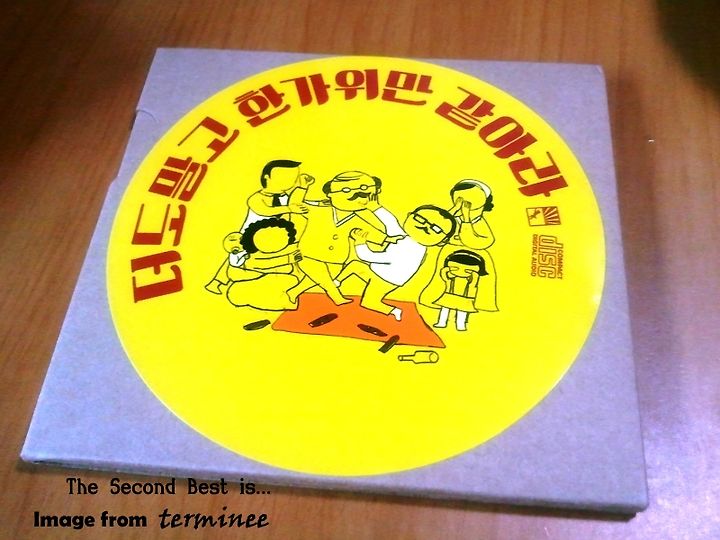 더도 말고 한가위만 같아라
COMPACT
disc
DIGITAL AUDIO
The Second Best is...
Image from terminee